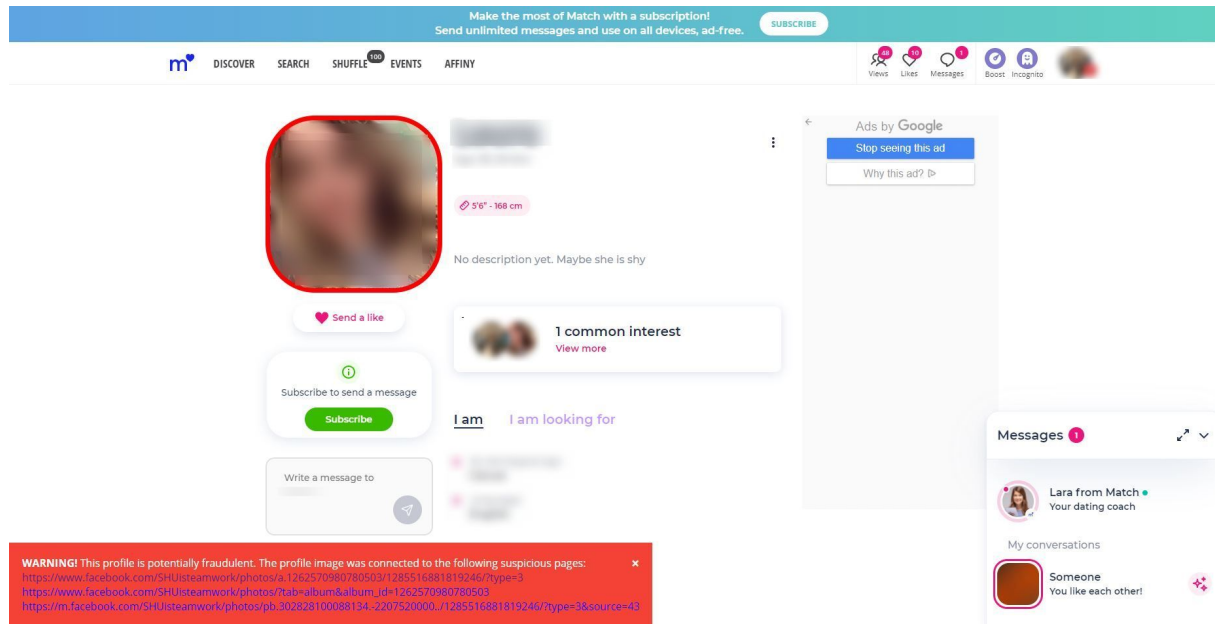 Make the most of Match with a subscription!
Send unlimited messages and use on all devices, ad-free.
SUBSCRIBE
m
DISCOVER
SEARCH
SHUFFLE 100
EVENTS
AFFINY
48
Views
10
Likes
1
Messages
Boost
Incognito
5'6" - 168 cm
No description yet. Maybe she is shy
Send a like
1 common interest
View more
Subscribe to send a message
Subscribe
I am
I am looking for
Write a message to
Ads by Google
Stop seeing this ad
Why this ad?
Messages 1
Lara from Match
Your dating coach
My conversations
Someone
You like each other!
WARNING! This profile is potentially fraudulent. The profile image was connected to the following suspicious pages: ×
https://www.facebook.com/SHUisteamwork/photos/a.1262570980780503/1285516881819246/?type=3
https://www.facebook.com/SHUisteamwork/photos/?tab=album&album_id=1262570980780503
https://m.facebook.com/SHUisteamwork/photos/pb.302828100088134.-2207520000../1285516881819246/?type=3&source=43